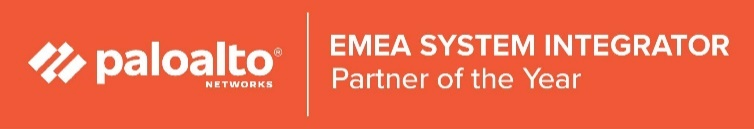 paloalto®
NETWORKS
EMEA SYSTEM INTEGRATOR
Partner of the Year